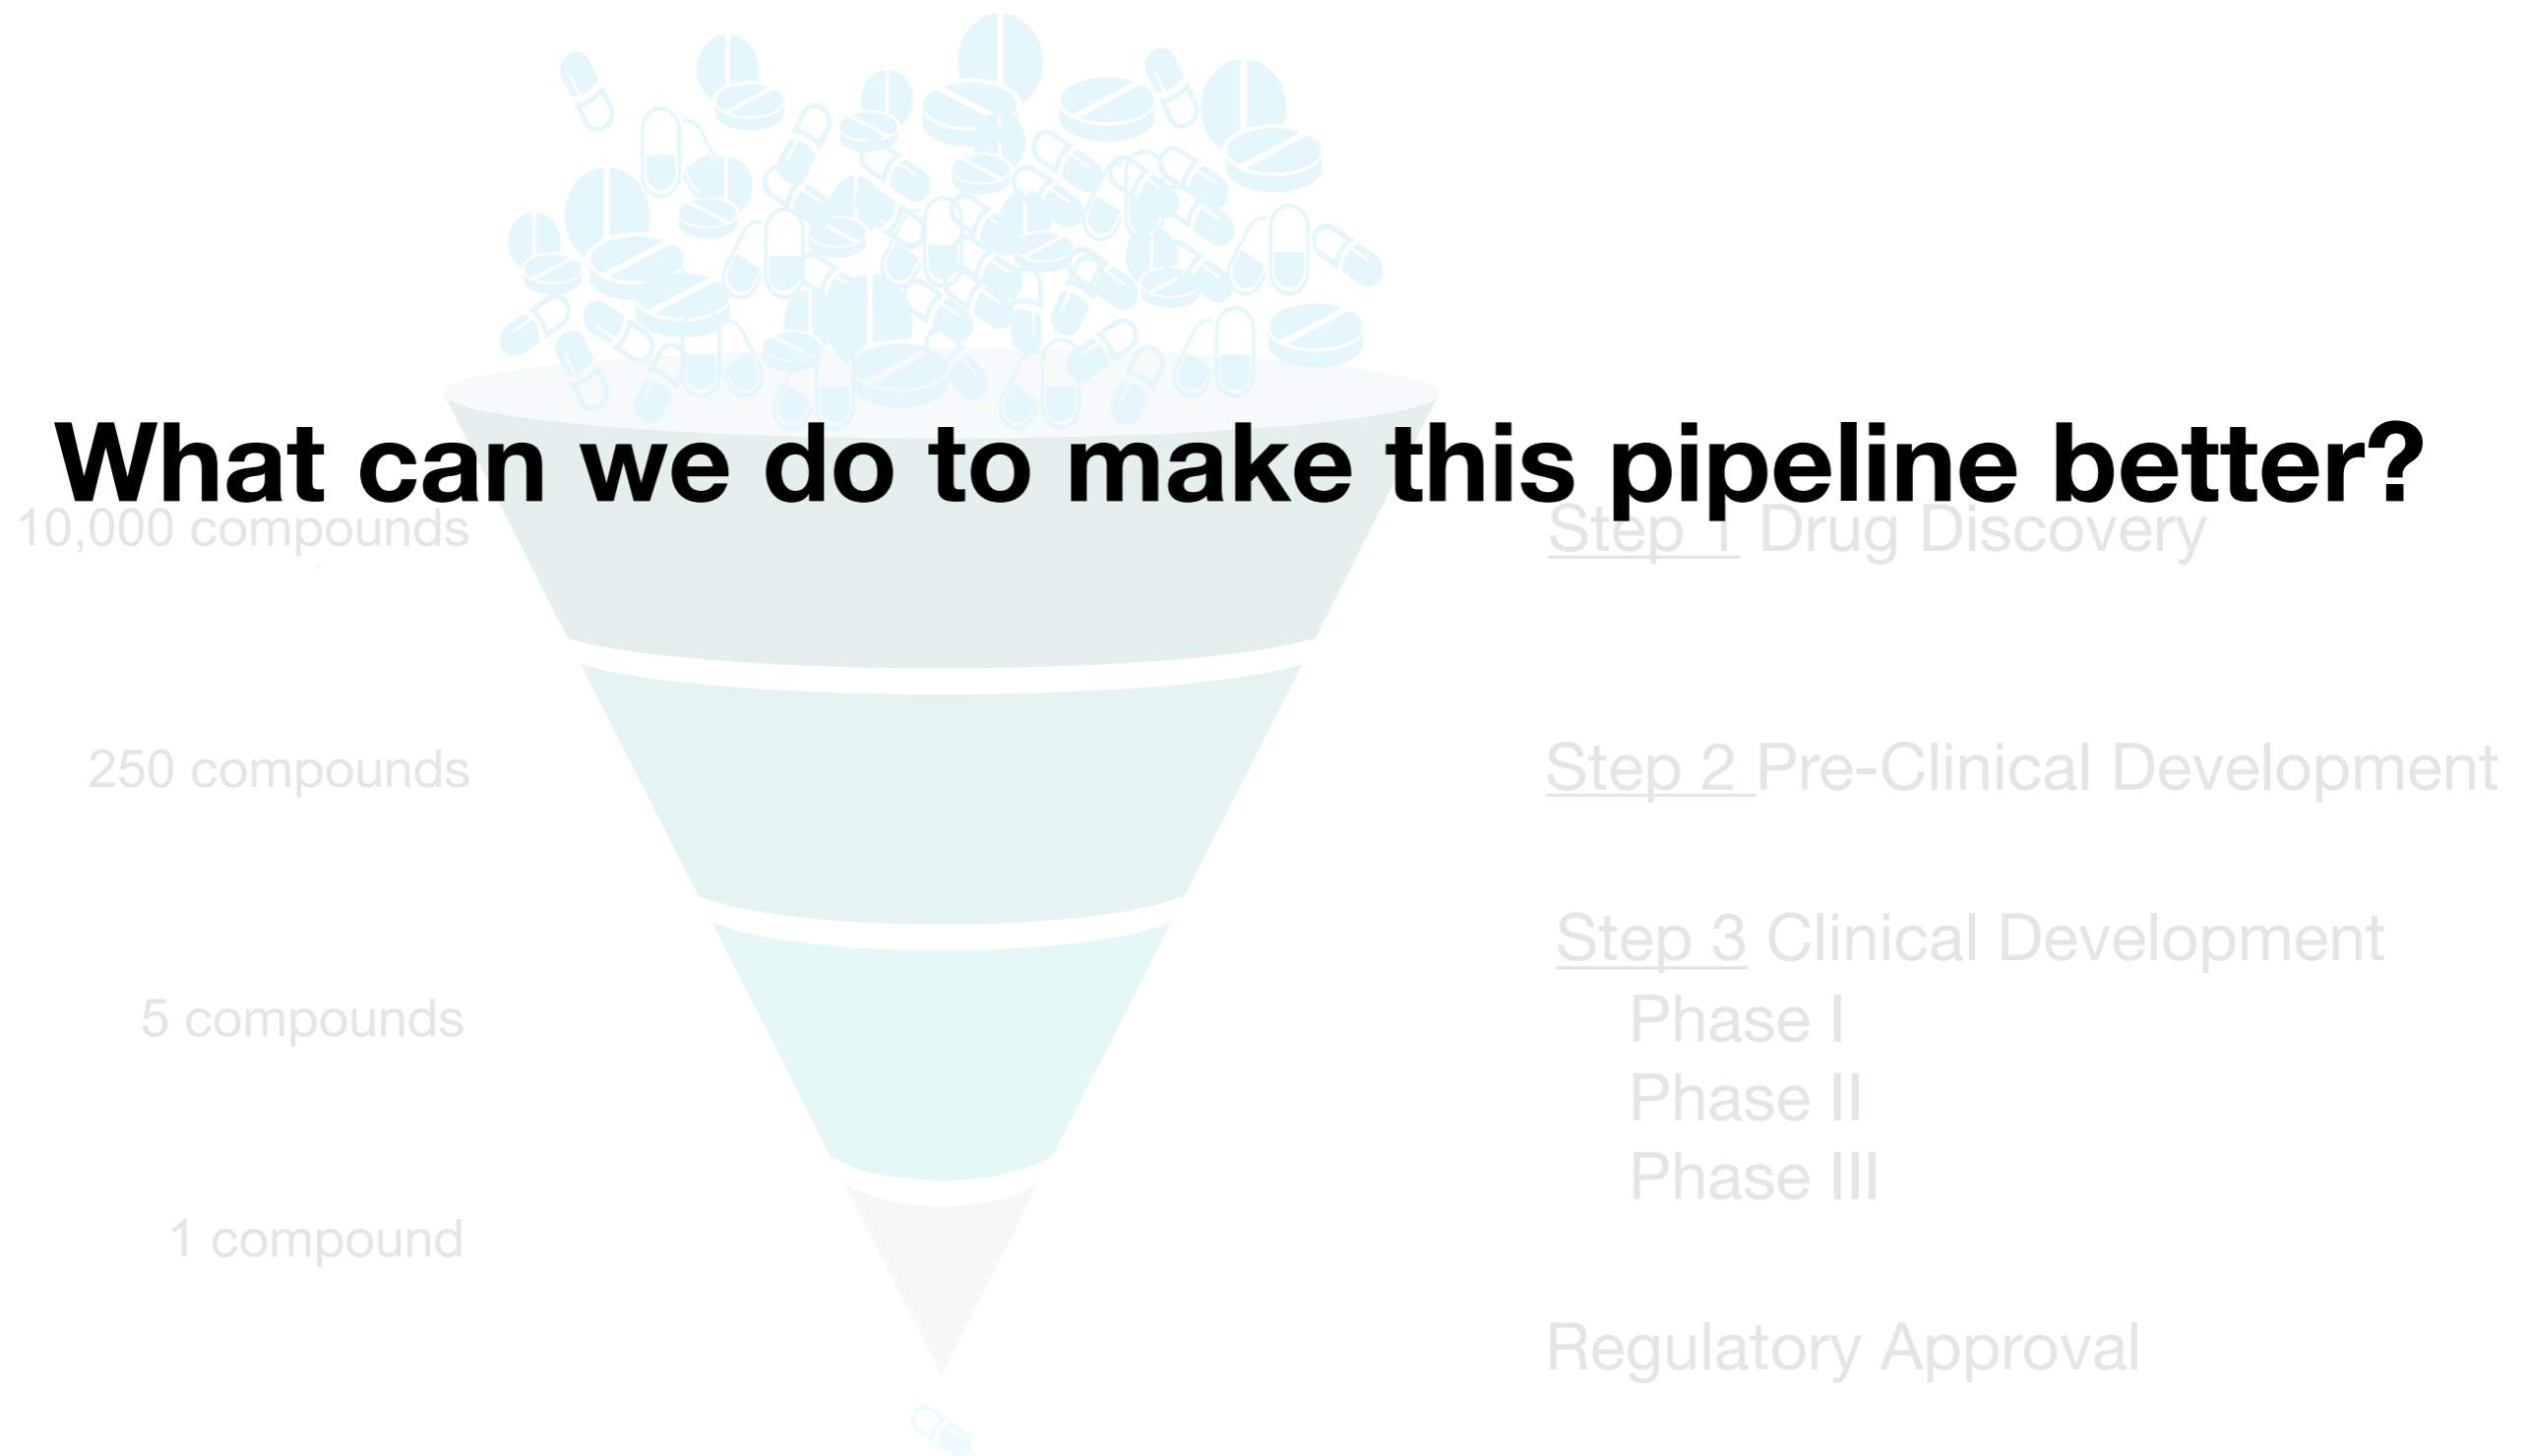 What can we do to make this pipeline better?
10,000 compounds
Step 1 Drug Discovery
250 compounds
Step 2 Pre-Clinical Development
Step 3 Clinical Development
5 compounds
Phase I
Phase II
Phase III
1 compound
Regulatory Approval